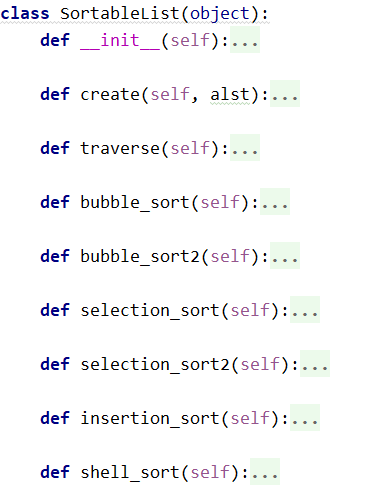 class SortableList(object):
def __init__(self):...
def create(self, alst):...
def traverse(self):...
def bubble_sort(self):...
def bubble_sort2(self):...
def selection_sort(self):...
def selection_sort2(self):...
def insertion_sort(self):...
def shell_sort(self):...